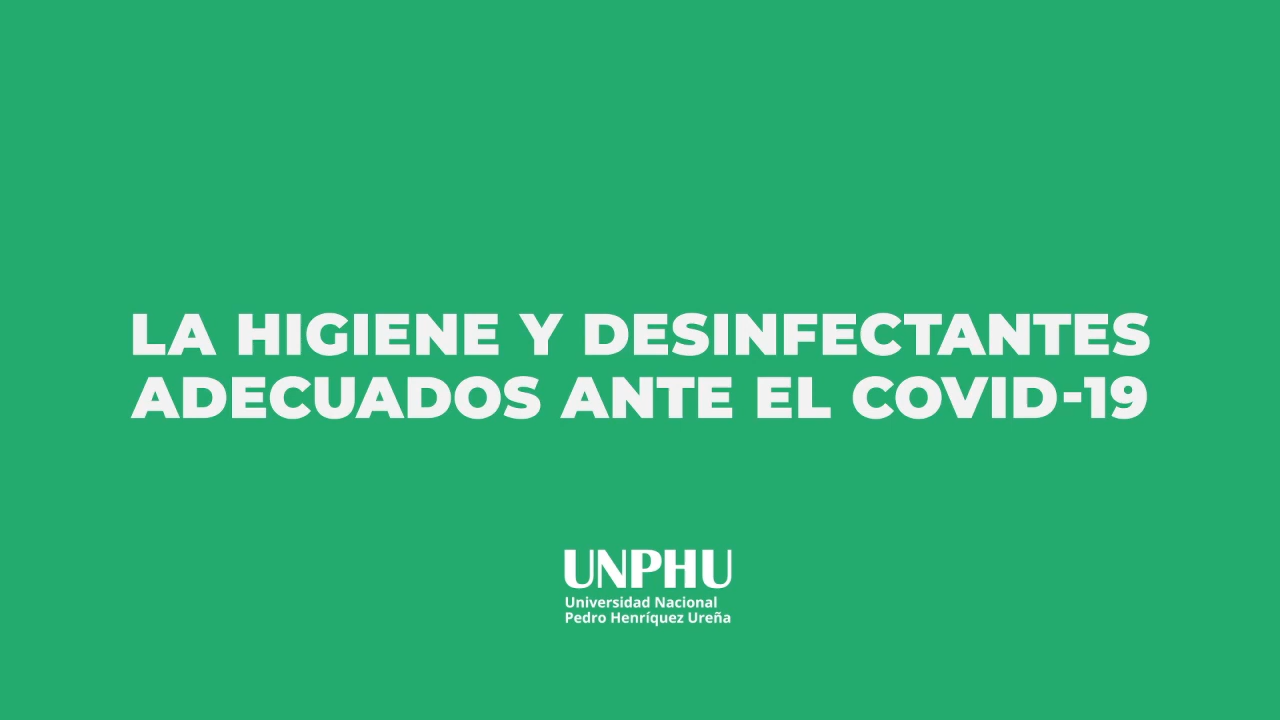 LA HIGIENE Y DESINFECTANTES
ADECUADOS ANTE EL COVID-19
UNPHU
Universidad Nacional
Pedro Henríquez Ureña